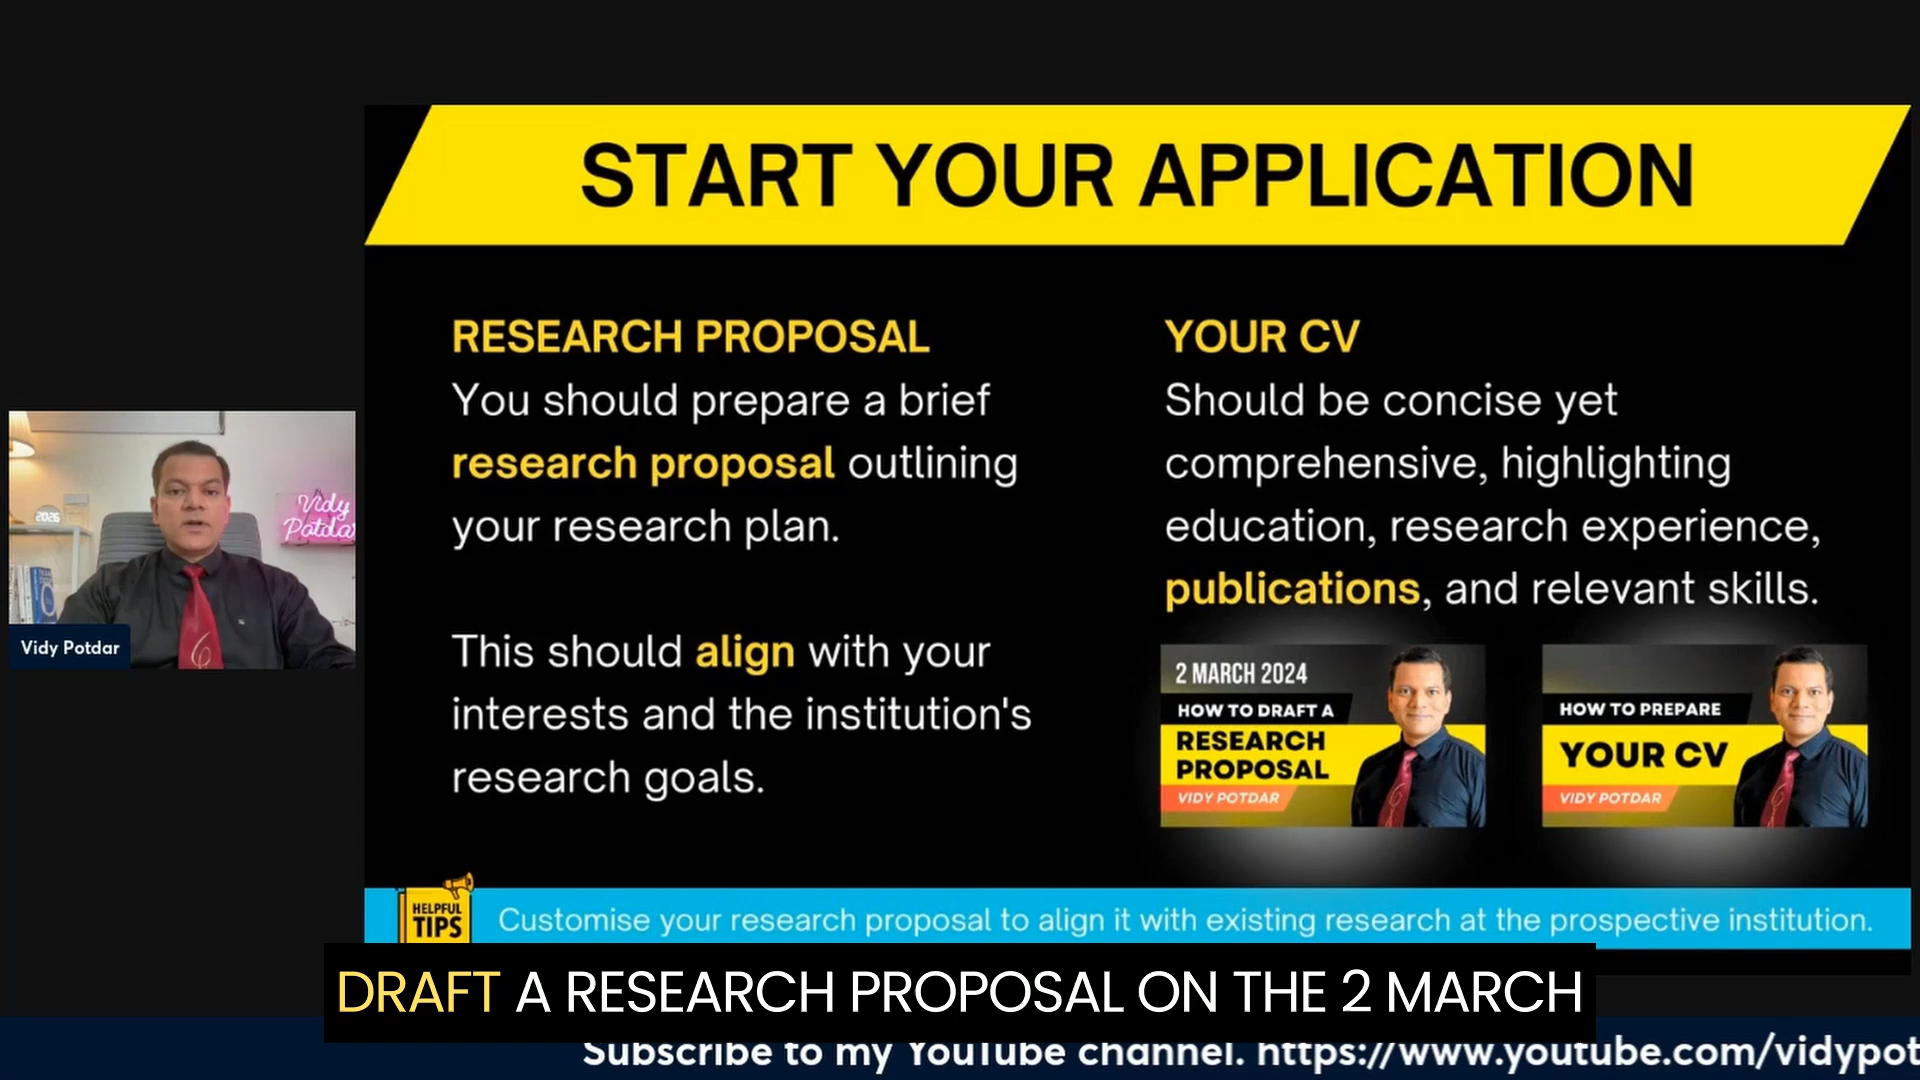 START YOUR APPLICATION
RESEARCH PROPOSAL
You should prepare a brief
research proposal outlining
your research plan.
This should align with your
interests and the institution's
research goals.
YOUR CV
Should be concise yet
comprehensive, highlighting
education, research experience,
publications, and relevant skills.
2 MARCH 2024
HOW TO DRAFT A
RESEARCH
PROPOSAL
VIDY POTDAR
HOW TO PREPARE
YOUR CV
VIDY POTDAR
Vidy
Potda
Vidy Potdar
HELPFUL
TIPS
Customise your research proposal to align it with existing research at the prospective institution.
DRAFT A RESEARCH PROPOSAL ON THE 2 MARCH
Subscribe to my YouTube channel. https://www.youtube.com/vidypot